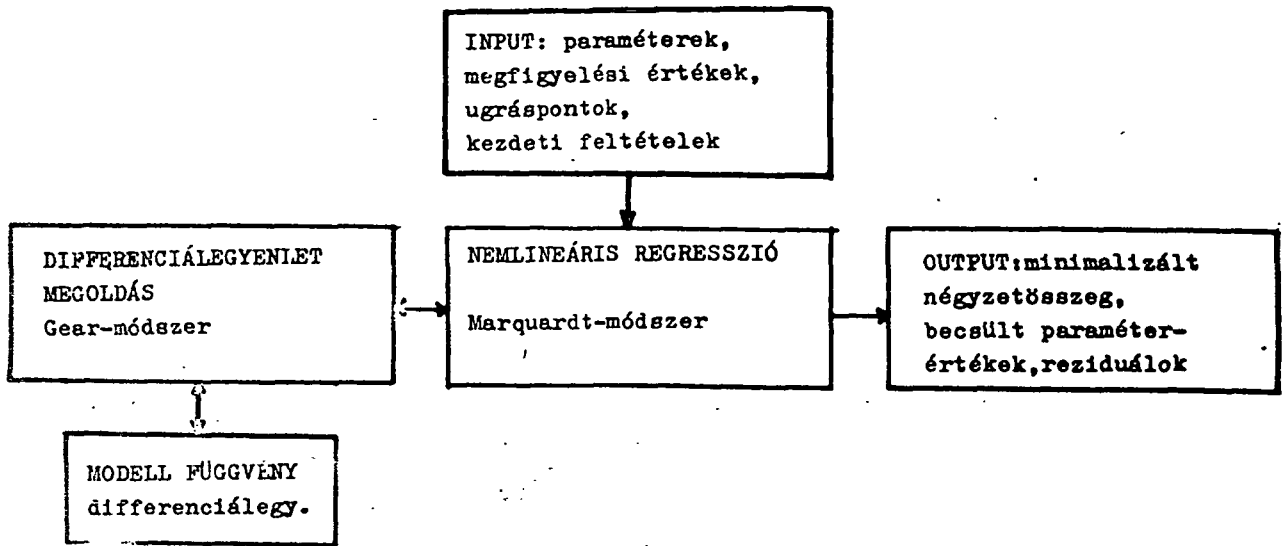 INPUT: paraméterek,
megfigyelési értékek,
ugráspontok,
kezdeti feltételek
DIFFERENCIÁLEGYENLET
MEGOLDÁS
Gear-módszer
NEMLINEÁRIS REGRESSZIÓ
Marquardt-módszer
OUTPUT:minimalizált
négyzetösszeg,
becsült paraméter-
értékek,reziduálok
MODELL FÜGGVÉNY
differenciálegy.